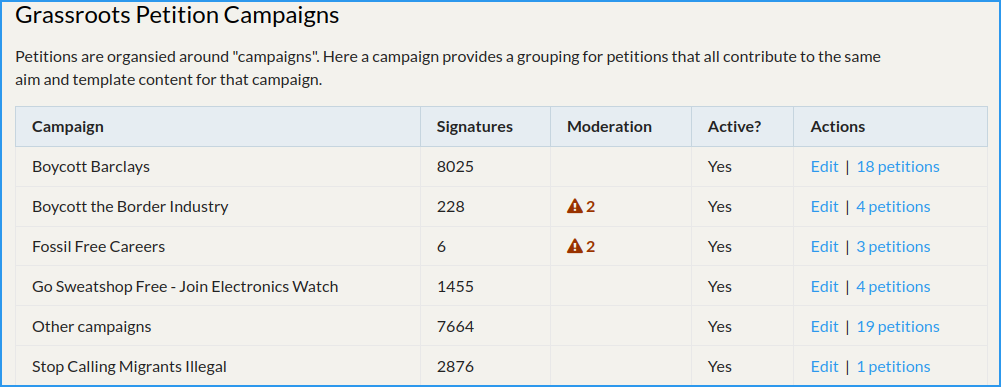 Grassroots Petition Campaigns
Petitions are organsied around "campaigns". Here a campaign provides a grouping for petitions that all contribute to the same
aim and template content for that campaign.
Campaign Signatures Moderation Active? Actions
Boycott Barclays 8025 Yes Edit | 18 petitions
Boycott the Border Industry 228 2 Yes Edit | 4 petitions
Fossil Free Careers 6 2 Yes Edit | 3 petitions
Go Sweatshop Free - Join Electronics Watch 1455 Yes Edit | 4 petitions
Other campaigns 7664 Yes Edit | 19 petitions
Stop Calling Migrants Illegal 2876 Yes Edit | 1 petitions